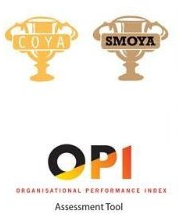 COYA SMOYA
OPI
ORGANISATIONAL PERFORMANCE INDEX
Assessment Tool